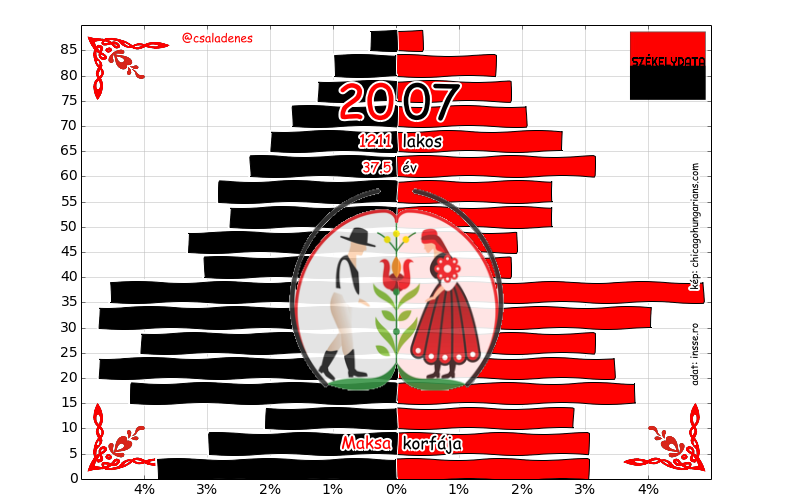 @csaladenes
SZÉKELYDATA
2007
1211 lakos
37.5 év
kép: chicagohungarians.com
adat: insse.ro
Maksa korfája
85
80
75
70
65
60
55
50
45
40
35
30
25
20
15
10
5
0
4% 3% 2% 1% 0% 1% 2% 3% 4%